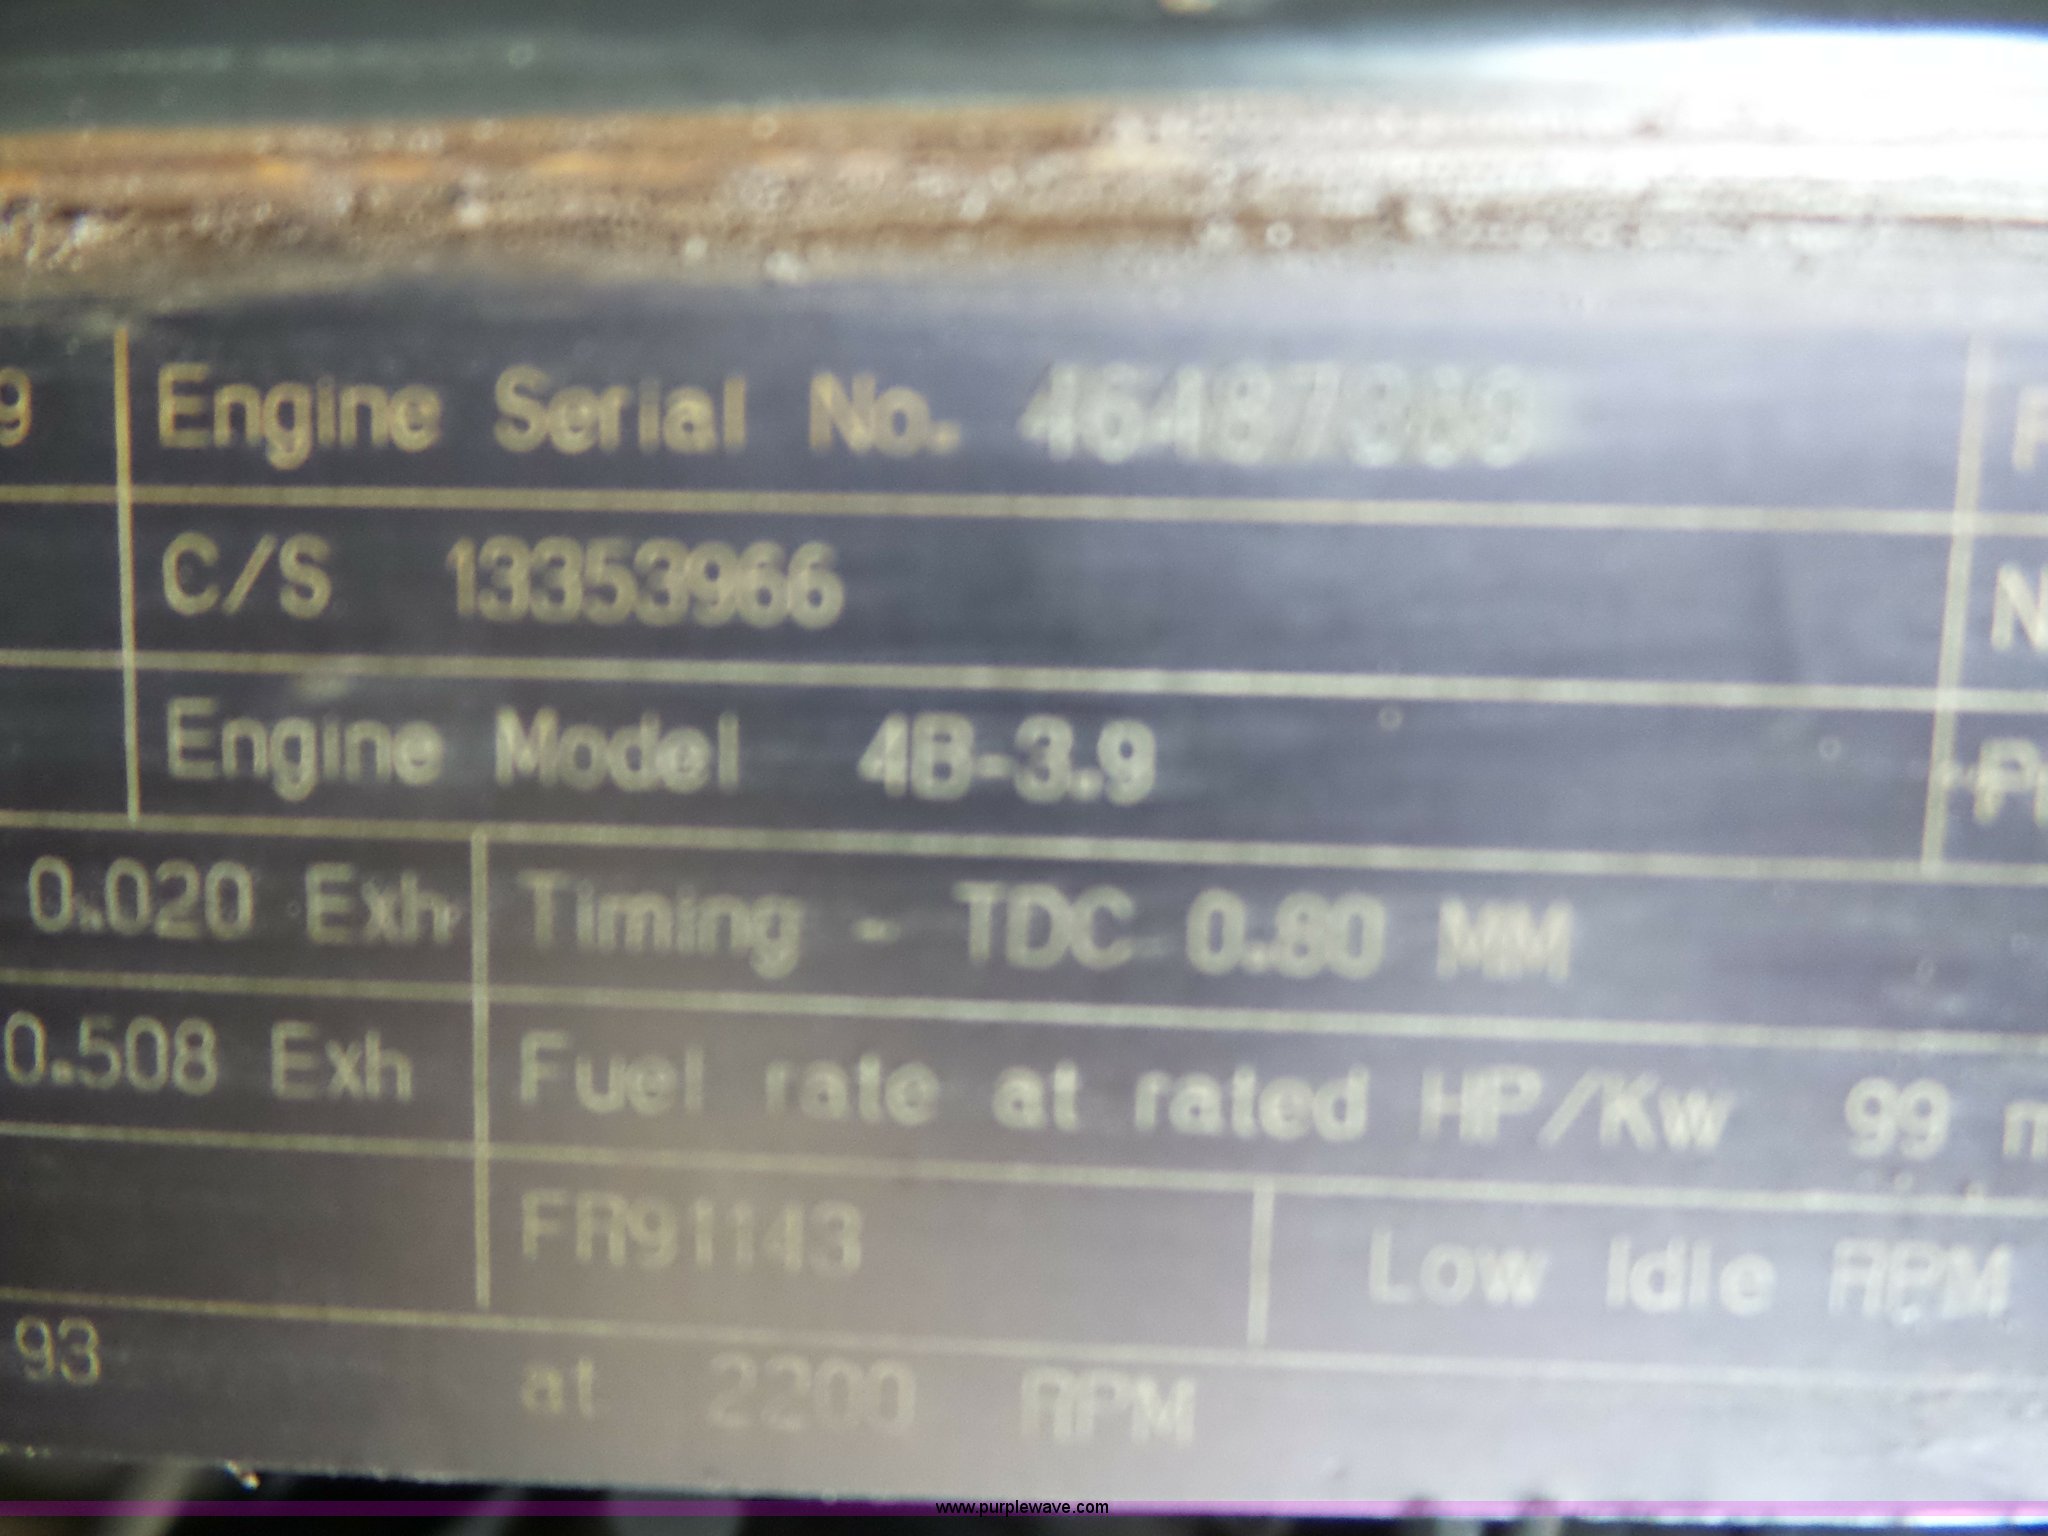 9 Engine Serial No. 46487360
C/S 13353966
Engine Model 4B-3.9
0.020 Exh Timing - TDC 0.80 MM
0.508 Exh Fuel rate at rated HP/Kw 99
FR91143 Low Idle RPM
93 at 2200 RPM
www.purplewave.com